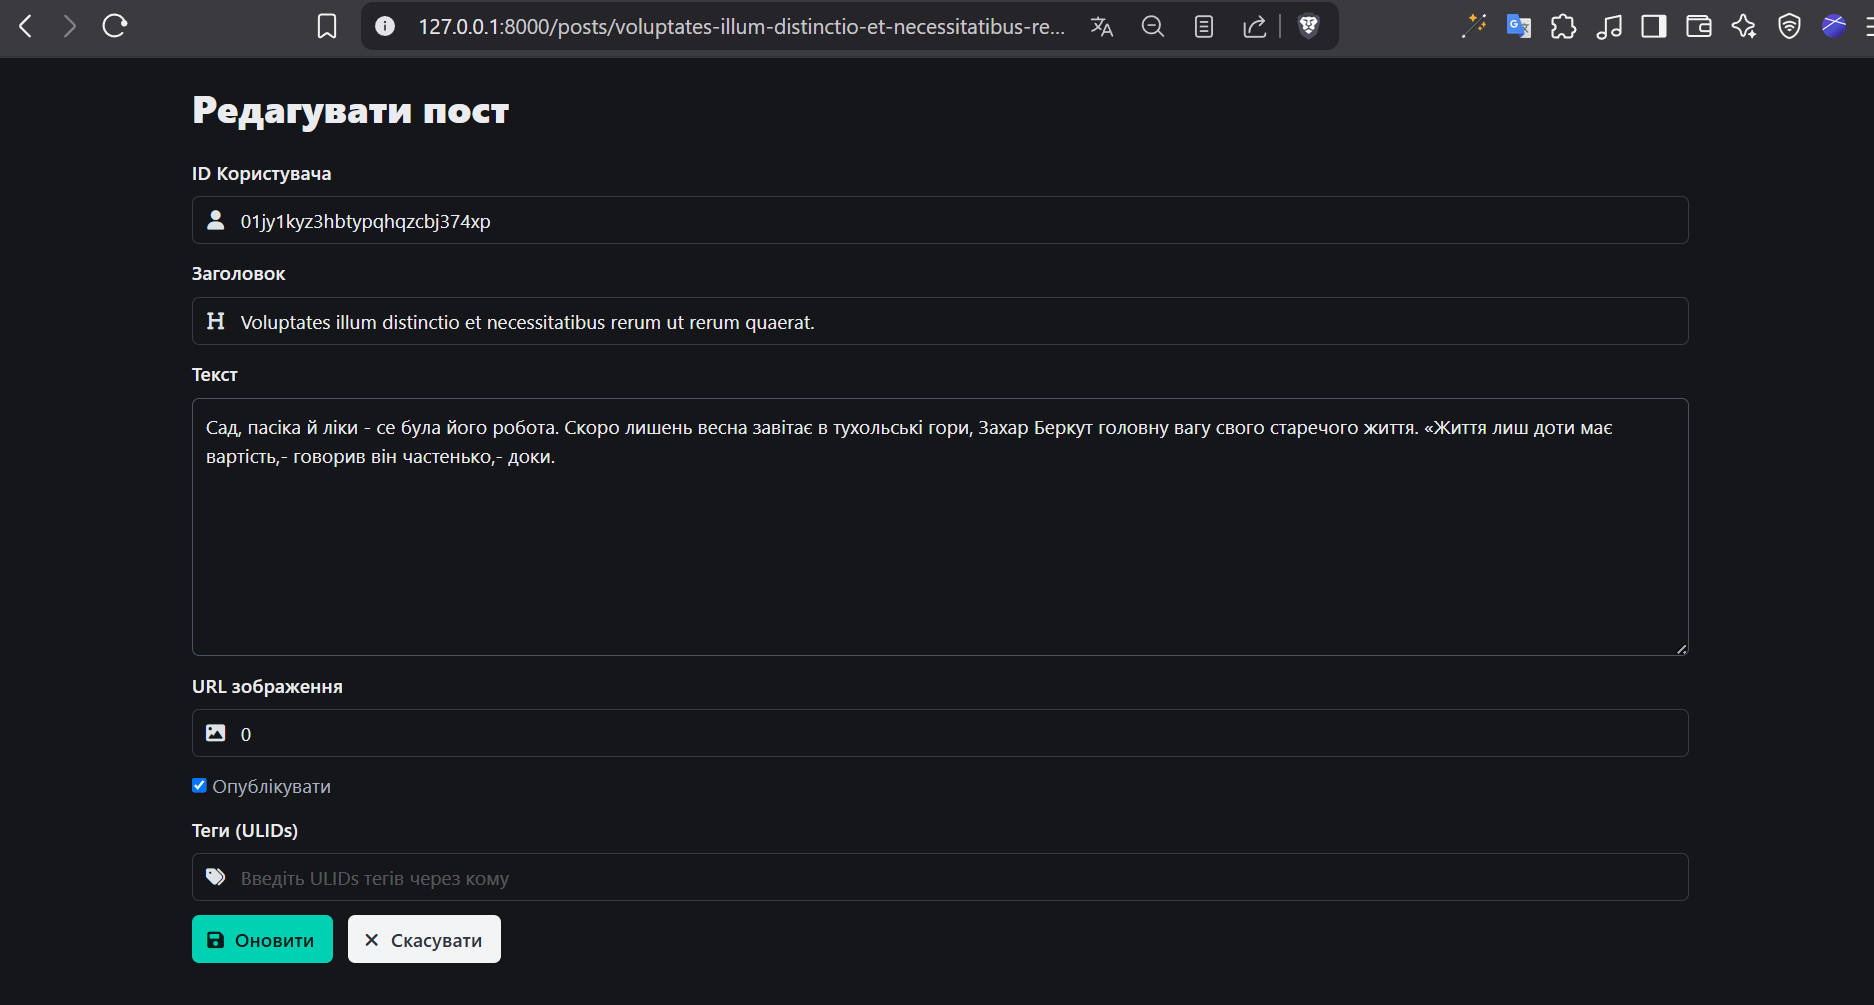 127.0.0.1:8000/posts/voluptates-illum-distinctio-et-necessitatibus-re...
Редагувати пост
ID Користувача
01jy1kyz3hbtypqhqzcbj374xp
Заголовок
Voluptates illum distinctio et necessitatibus rerum ut rerum quaerat.
Текст
Сад, пасіка й ліки - се була його робота. Скоро лишень весна завітає в тухольські гори, Захар Беркут головну вагу свого старечого життя. «Життя лиш доти має
вартість,- говорив він частенько,- доки.
URL зображення
0
Опублікувати
Теги (ULIDs)
Введіть ULIDs тегів через кому
Оновити
Скасувати